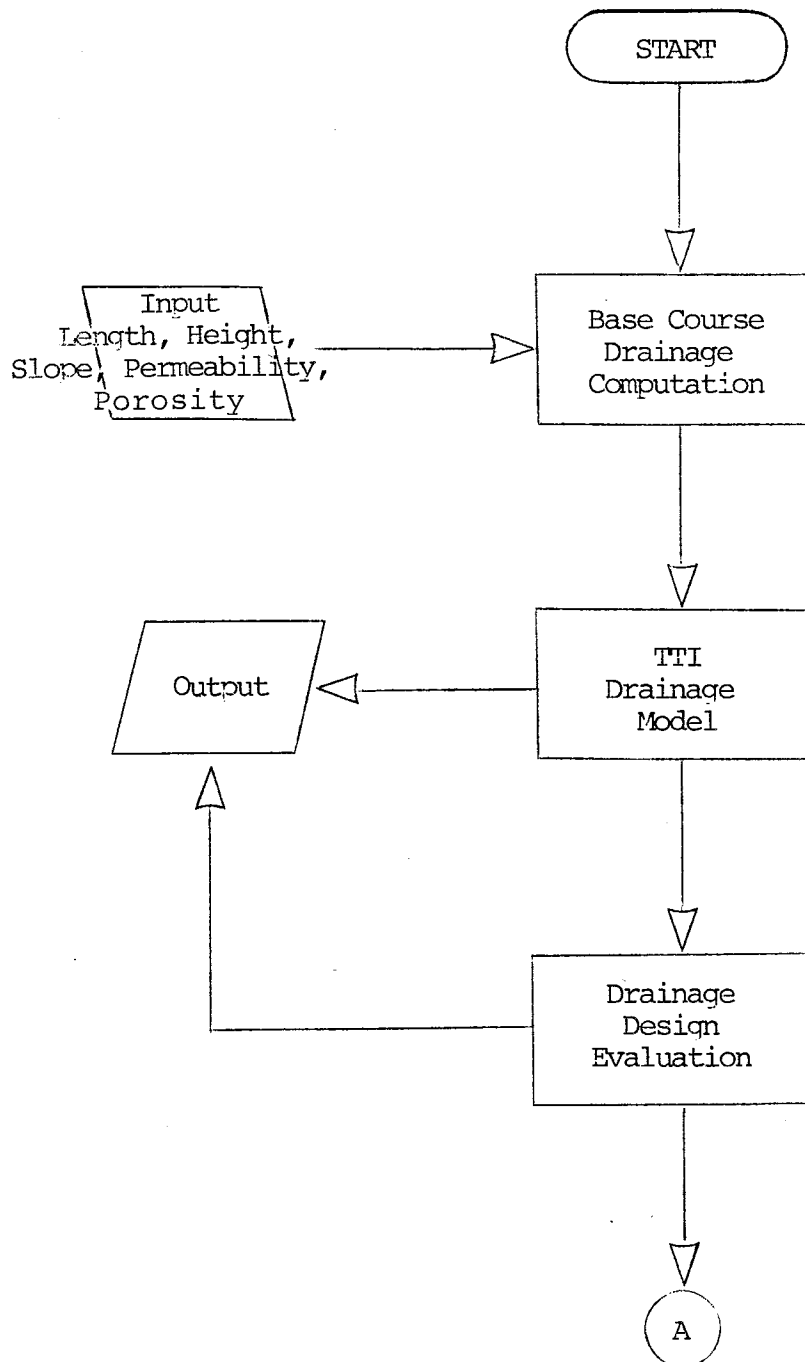 START
Input
Length, Height,
Slope, Permeability,
Porosity
Base Course
Drainage
Computation
TTI
Drainage
Model
Output
Drainage
Design
Evaluation
A